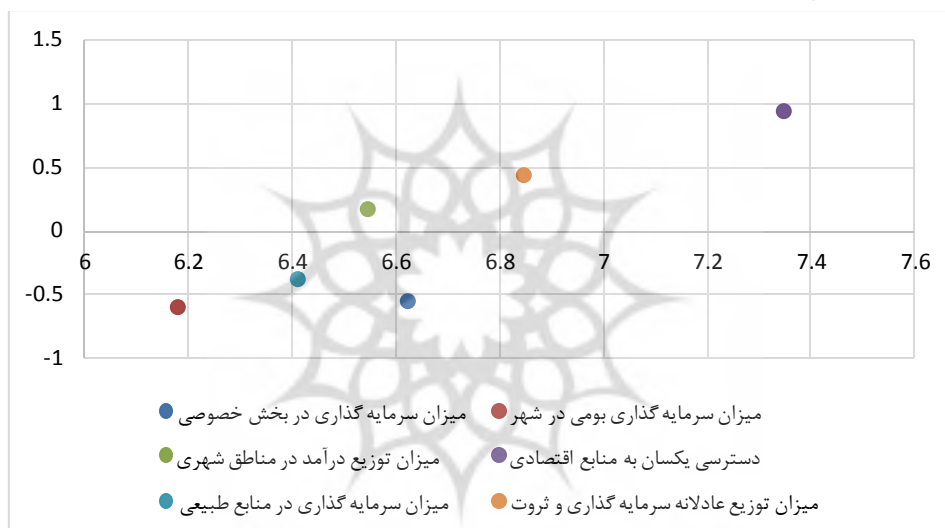 1.5
1
0.5
0
6 6.2 6.4 6.6 6.8 7 7.2 7.4 7.6
-0.5
-1
میزان سرمایه گذاری بومی در شهر میزان سرمایه گذاری در بخش خصوصی
دسترسی یکسان به منابع اقتصادی میزان توزیع درآمد در مناطق شهری
میزان توزیع عادلانه سرمایه گذاری و ثروت میزان سرمایه گذاری در منابع طبیعی